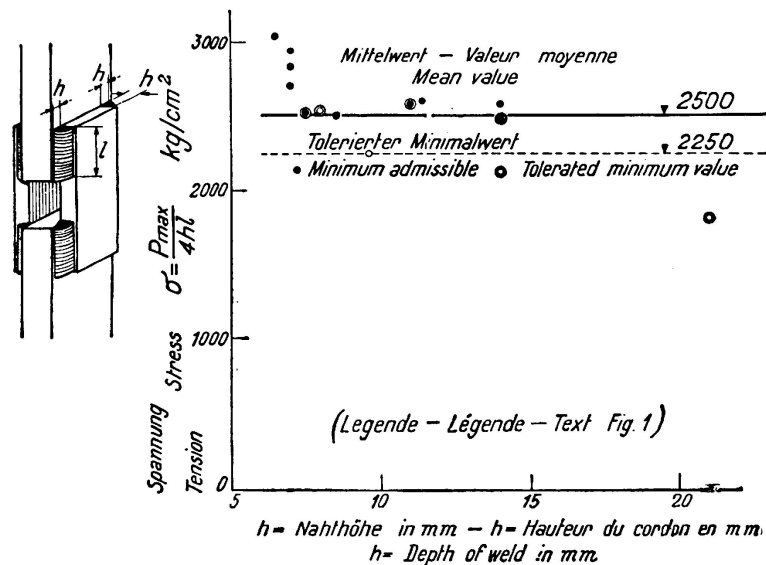 h
h
h
l
3000
2000
1000
0
Spannung Stress σ = Pmax/4hl kg/cm²
Tension
Mittelwert – Valeur moyenne
Mean value
2500
Tolerierter Minimalwert
2250
Minimum admissible
Tolerated minimum value
(Legende – Légende – Text Fig. 1)
5
10
15
20
h = Nahthöhe in mm – h = Hauteur du cordon en mm.
h = Depth of weld in mm